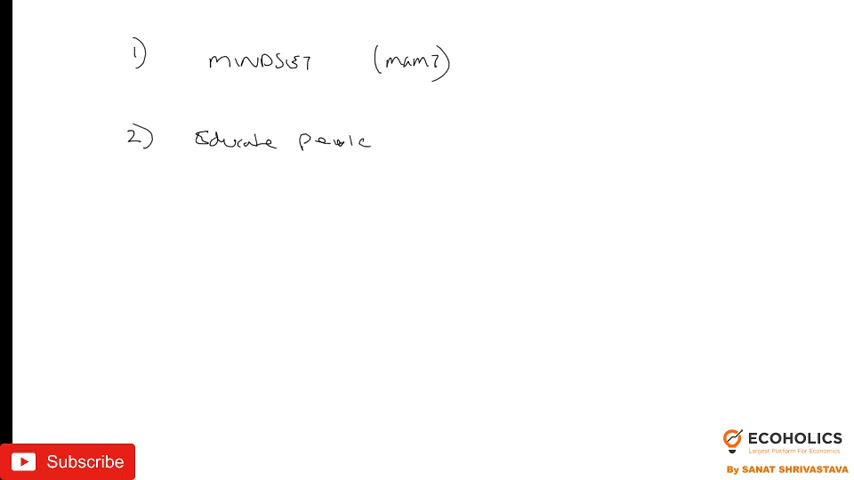 1) MINDSET (mam?)
2) Educate people
Subscribe
ECOHOLICS
Largest Platform For Economics
By SANAT SHRIVASTAVA